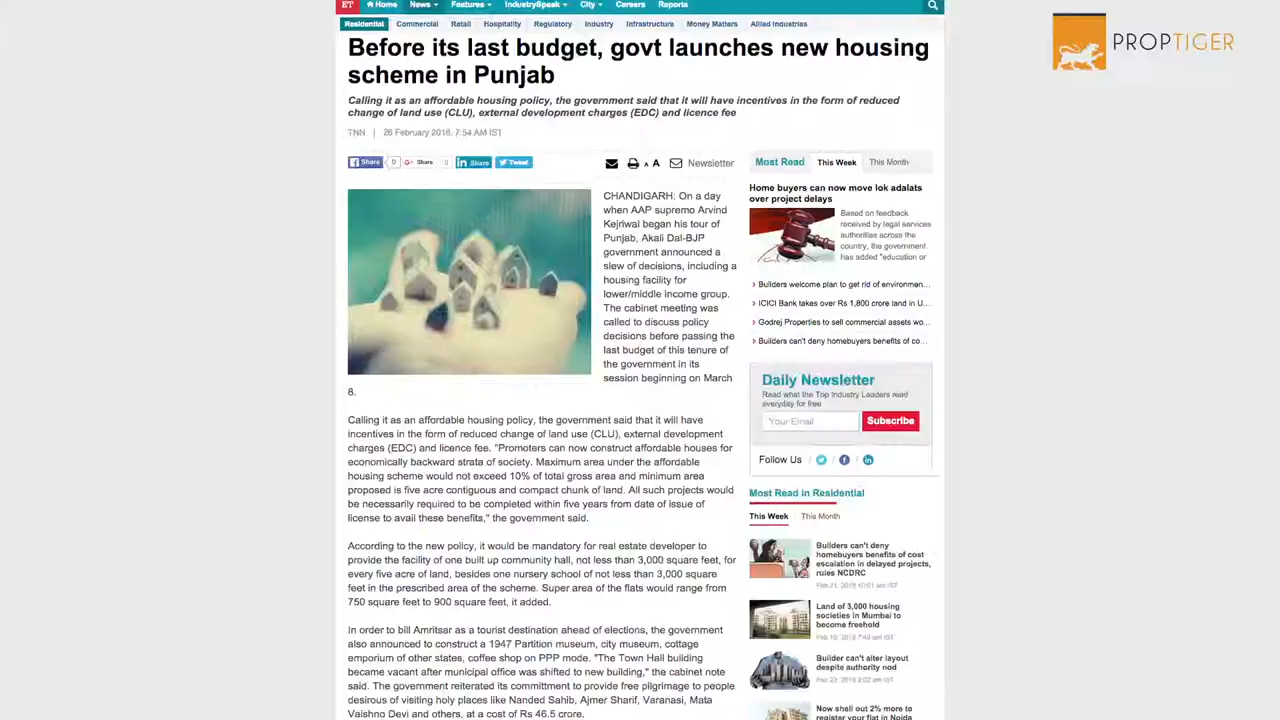 ET Home News Features IndustrySpeak City Careers Reports
Residential Commercial Retail Hospitality Regulatory Industry Infrastructure Money Matters Allied Industries
PROPTIGER
Before its last budget, govt launches new housing
scheme in Punjab
Calling it as an affordable housing policy, the government said that it will have incentives in the form of reduced
change of land use (CLU), external development charges (EDC) and licence fee
TNN | 26 February 2016, 7:54 AM IST
Share 0 G+ Share 0 in Share Tweet
A A Newsletter
CHANDIGARH: On a day
when AAP supremo Arvind
Kejriwal began his tour of
Punjab, Akali Dal-BJP
government announced a
slew of decisions, including a
housing facility for
lower/middle income group.
The cabinet meeting was
called to discuss policy
decisions before passing the
last budget of this tenure of
the government in its
session beginning on March
8.
Calling it as an affordable housing policy, the government said that it will have
incentives in the form of reduced change of land use (CLU), external development
charges (EDC) and licence fee. "Promoters can now construct affordable houses for
economically backward strata of society. Maximum area under the affordable
housing scheme would not exceed 10% of total gross area and minimum area
proposed is five acre contiguous and compact chunk of land. All such projects would
be necessarily required to be completed within five years from date of issue of
license to avail these benefits," the government said.
According to the new policy, it would be mandatory for real estate developer to
provide the facility of one built up community hall, not less than 3,000 square feet, for
every five acre of land, besides one nursery school of not less than 3,000 square
feet in the prescribed area of the scheme. Super area of the flats would range from
750 square feet to 900 square feet, it added.
In order to bill Amritsar as a tourist destination ahead of elections, the government
also announced to construct a 1947 Partition museum, city museum, cottage
emporium of other states, coffee shop on PPP mode. "The Town Hall building
became vacant after municipal office was shifted to new building," the cabinet note
said. The government reiterated its commitment to provide free pilgrimage to people
desirous of visiting holy places like Nanded Sahib, Ajmer Sharif, Varanasi, Mata
Vaishno Devi and others, at a cost of Rs 46.5 crore.
Most Read This Week This Month
Home buyers can now move lok adalats
over project delays
Based on feedback
received by legal services
authorities across the
country, the government
has added "education or
Builders welcome plan to get rid of environmen...
ICICI Bank takes over Rs 1,800 crore land in U...
Godrej Properties to sell commercial assets wo...
Builders can't deny homebuyers benefits of co...
Daily Newsletter
Read what the Top Industry Leaders read
everyday for free
Your Email Subscribe
Follow Us
Most Read in Residential
This Week This Month
Builders can't deny
homebuyers benefits of cost
escalation in delayed projects,
rules NCDRC
Land of 3,000 housing
societies in Mumbai to
become freehold
Builder can't alter layout
despite authority nod
Now shell out 2% more to
register your flat in Noida